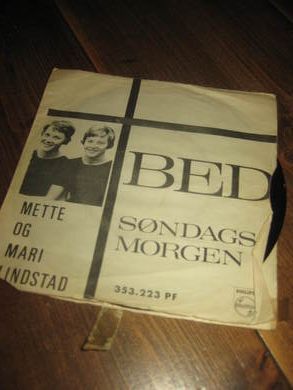 BED
METTE
OG
MARI
LINDSTAD
SØNDAGS
MORGEN
353.223 PF
PHILIPS